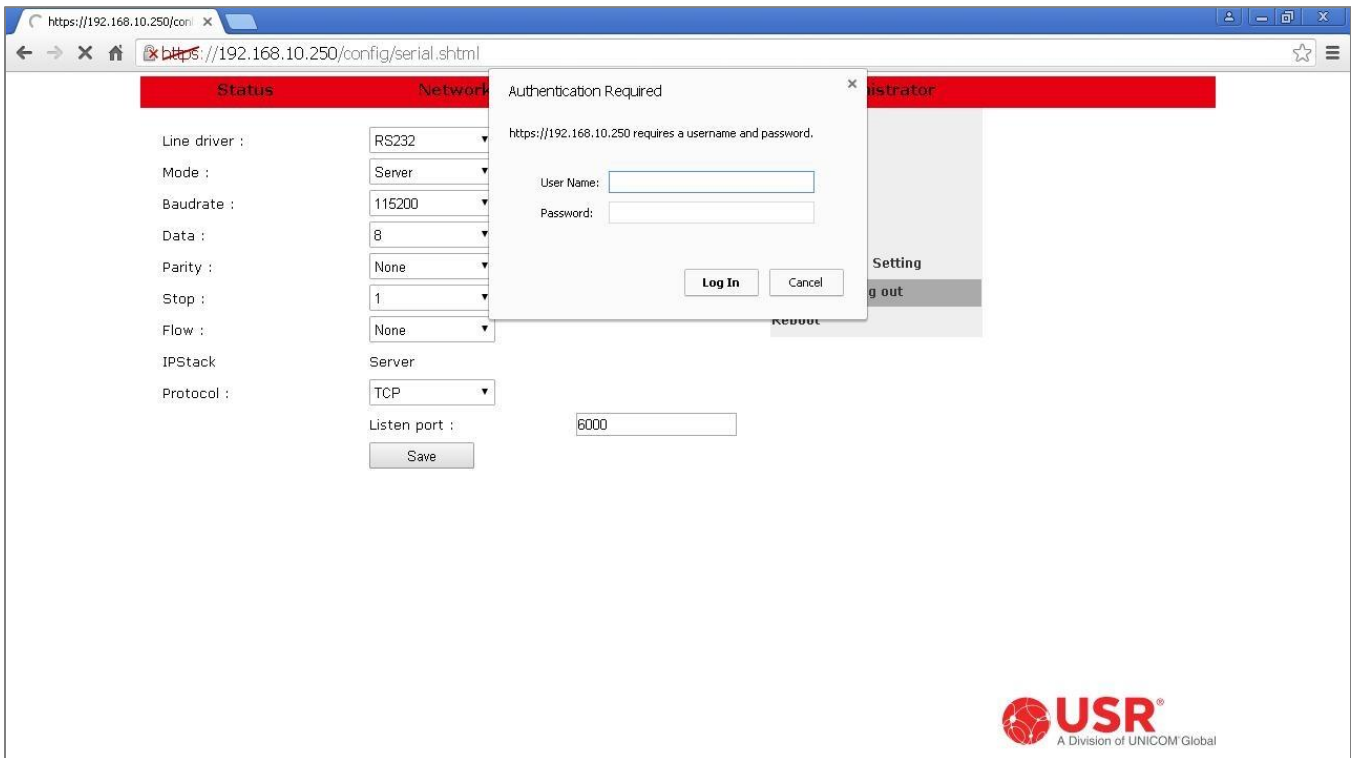 https://192.168.10.250/con
https://192.168.10.250/config/serial.shtml
Status Network istrator
Authentication Required
https://192.168.10.250 requires a username and password.
User Name:
Password:
Log In Cancel
Line driver : RS232
Mode : Server
Baudrate : 115200
Data : 8
Parity : None
Stop : 1
Flow : None
IPStack Server
Protocol : TCP
Listen port : 6000
Save
Setting
g out
Reboot
USR®
A Division of UNICOM Global